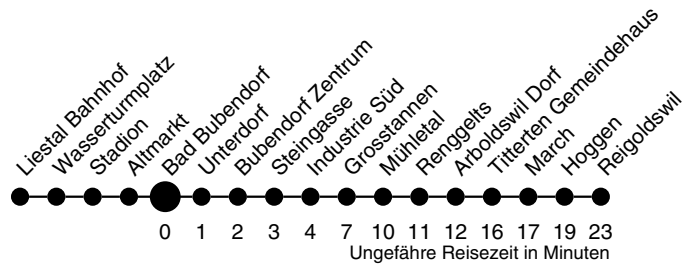 Liestal Bahnhof
Wasserturmplatz
Stadion
Altmarkt
Bad Bubendorf
Unterdorf
Bubendorf Zentrum
Steingasse
Industrie Süd
Grosstannen
Mühletal
Renggelts
Arboldswil Dorf
Titterten Gemeindehaus
March
Hoggen
Reigoldswil
0 1 2 3 4 7 10 11 12 16 17 19 23
Ungefähre Reisezeit in Minuten